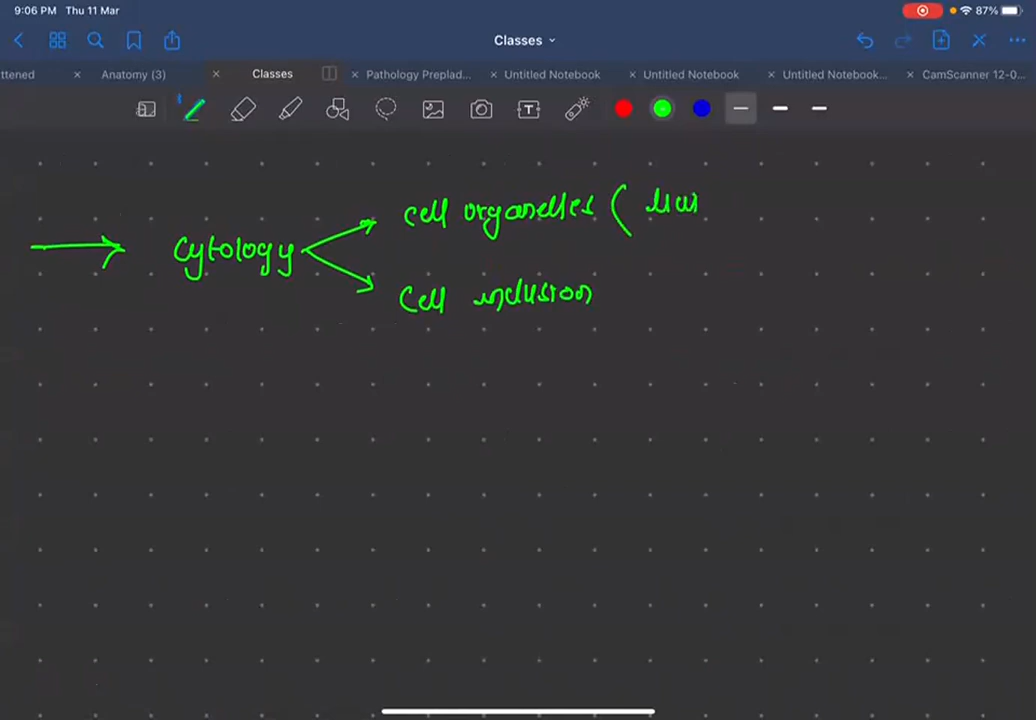 9:06 PM Thu 11 Mar 87%
Classes
ttened Anatomy (3) Classes Pathology Preplad... Untitled Notebook Untitled Notebook Untitled Notebook... CamScanner 12-0...
cell organelles (
Cytology
Cell inclusion